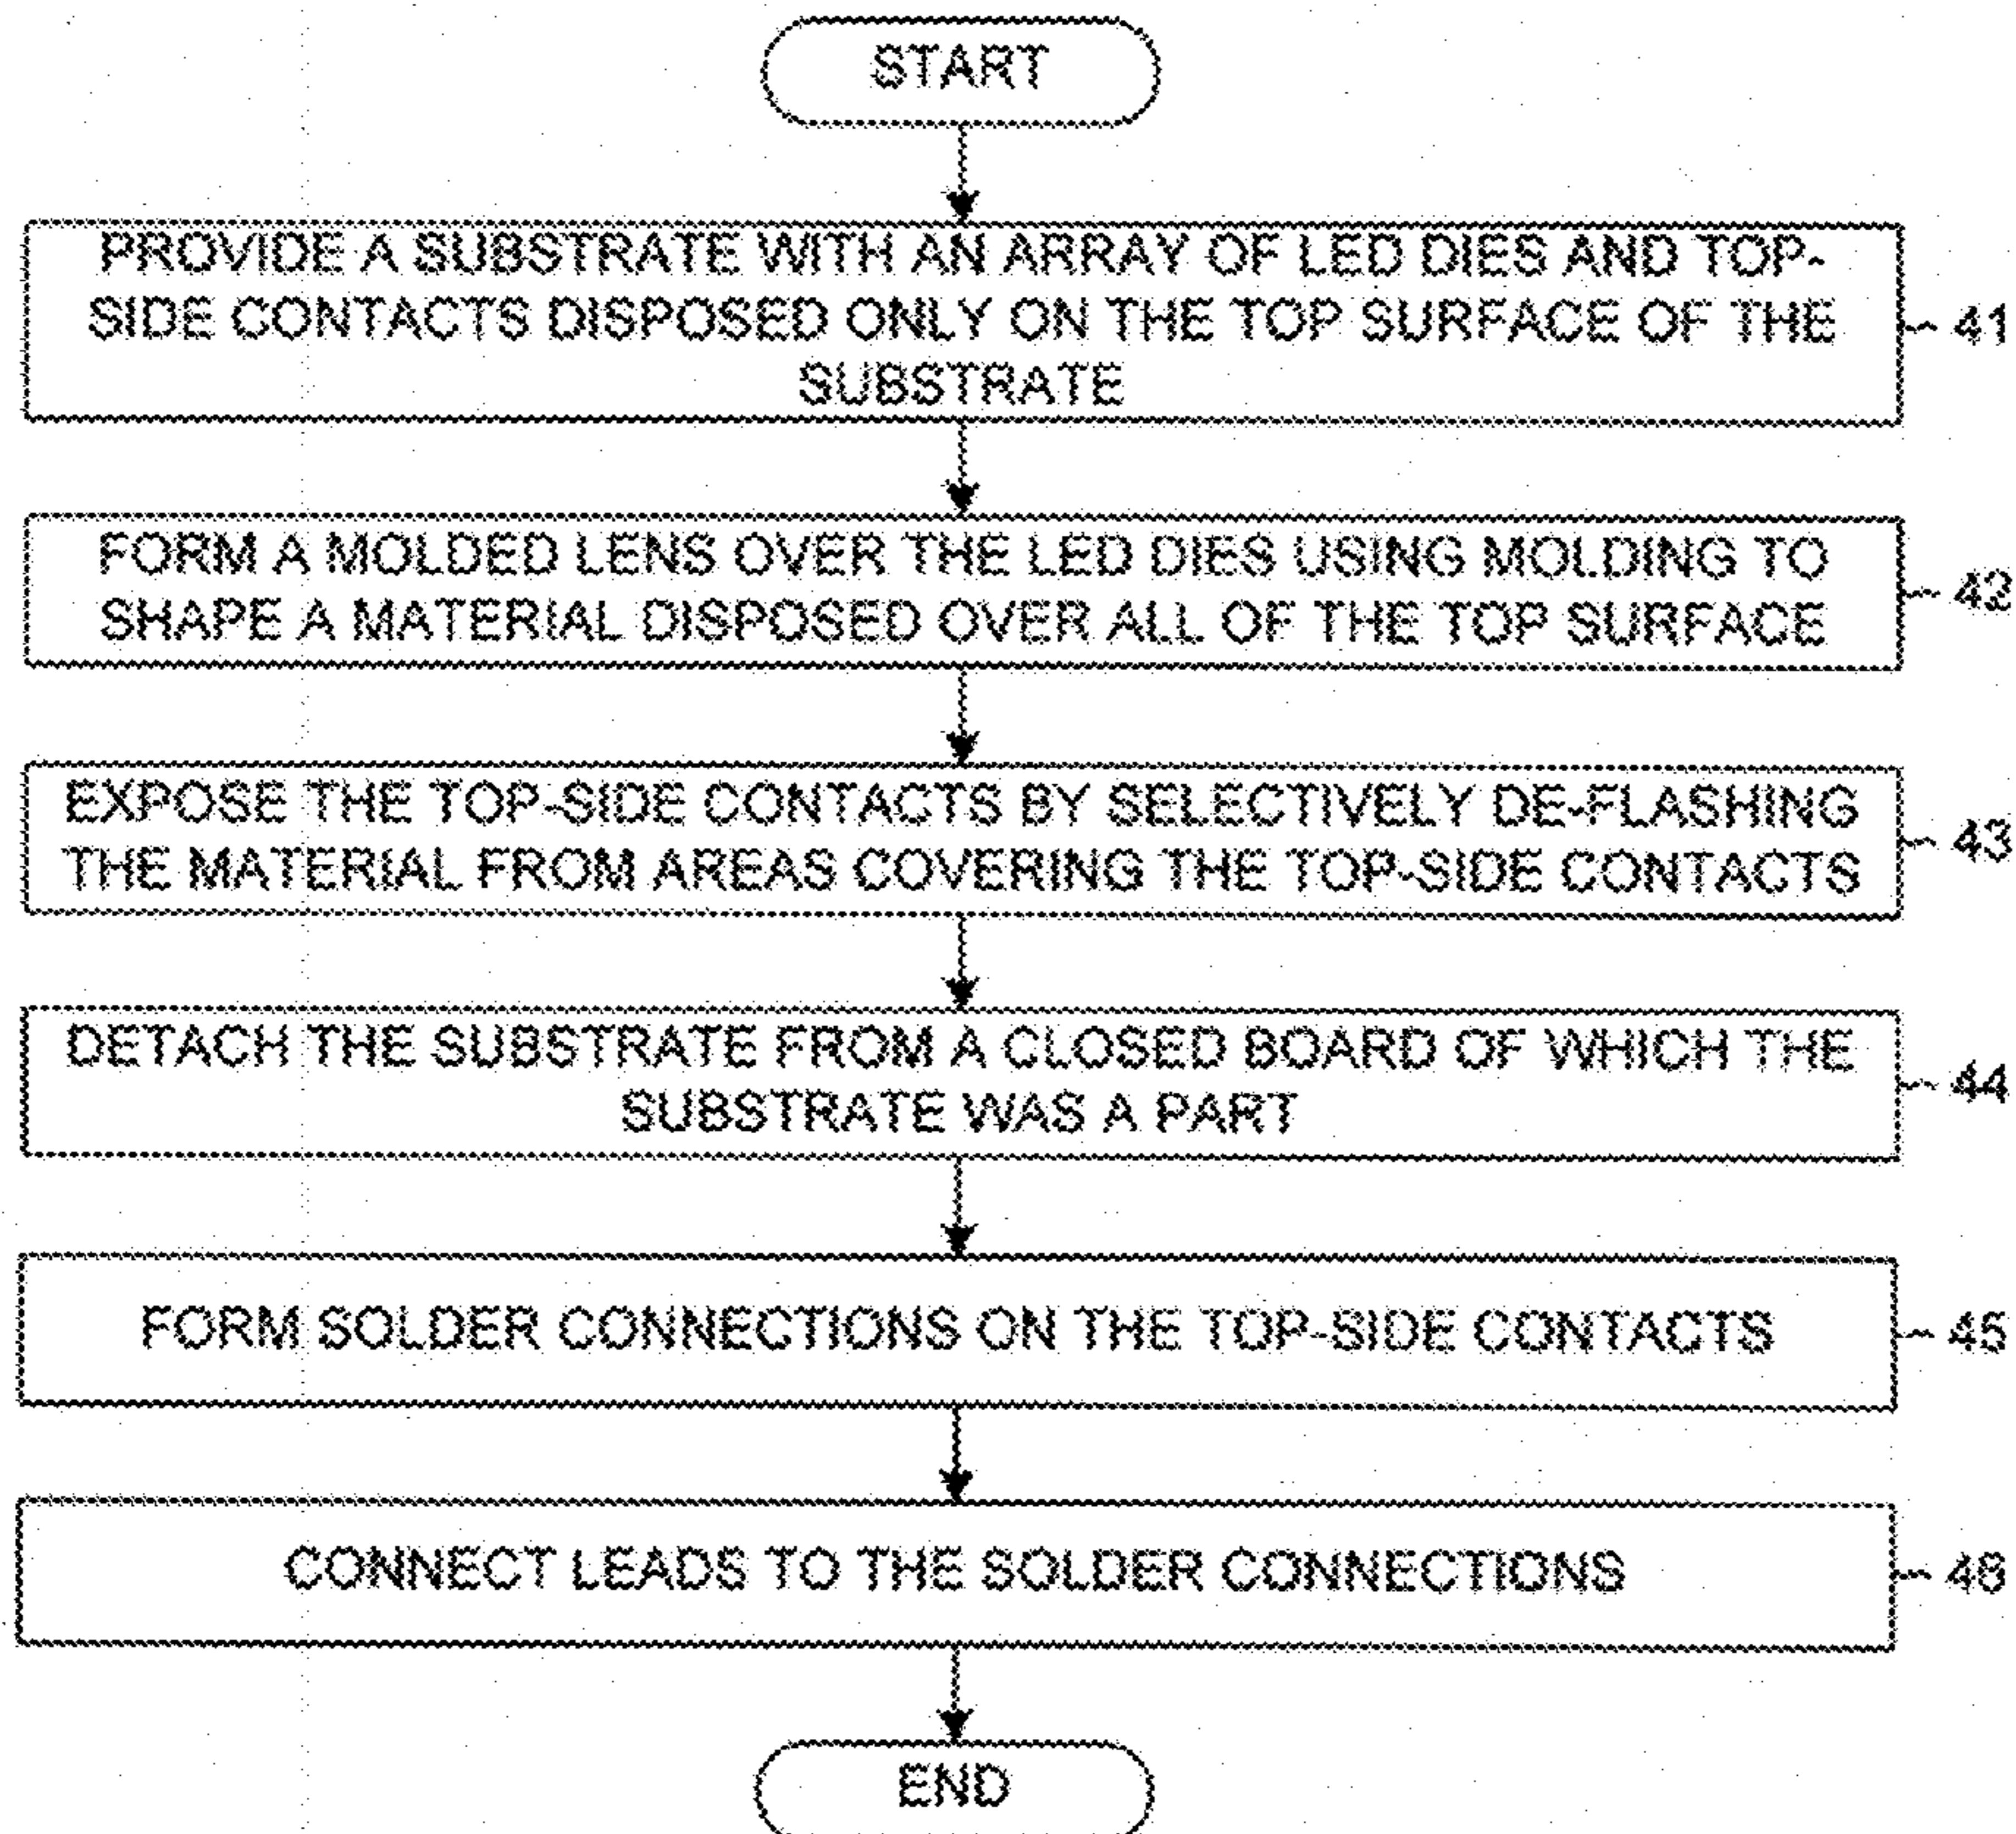 START
PROVIDE A SUBSTRATE WITH AN ARRAY OF LED DIES AND TOP-
SIDE CONTACTS DISPOSED ONLY ON THE TOP SURFACE OF THE
SUBSTRATE
41
FORM A MOLDED LENS OVER THE LED DIES USING MOLDING TO
SHAPE A MATERIAL DISPOSED OVER ALL OF THE TOP SURFACE
42
EXPOSE THE TOP-SIDE CONTACTS BY SELECTIVELY DE-FLASHING
THE MATERIAL FROM AREAS COVERING THE TOP-SIDE CONTACTS
43
DETACH THE SUBSTRATE FROM A CLOSED BOARD OF WHICH THE
SUBSTRATE WAS A PART
44
FORM SOLDER CONNECTIONS ON THE TOP-SIDE CONTACTS
45
CONNECT LEADS TO THE SOLDER CONNECTIONS
46
END